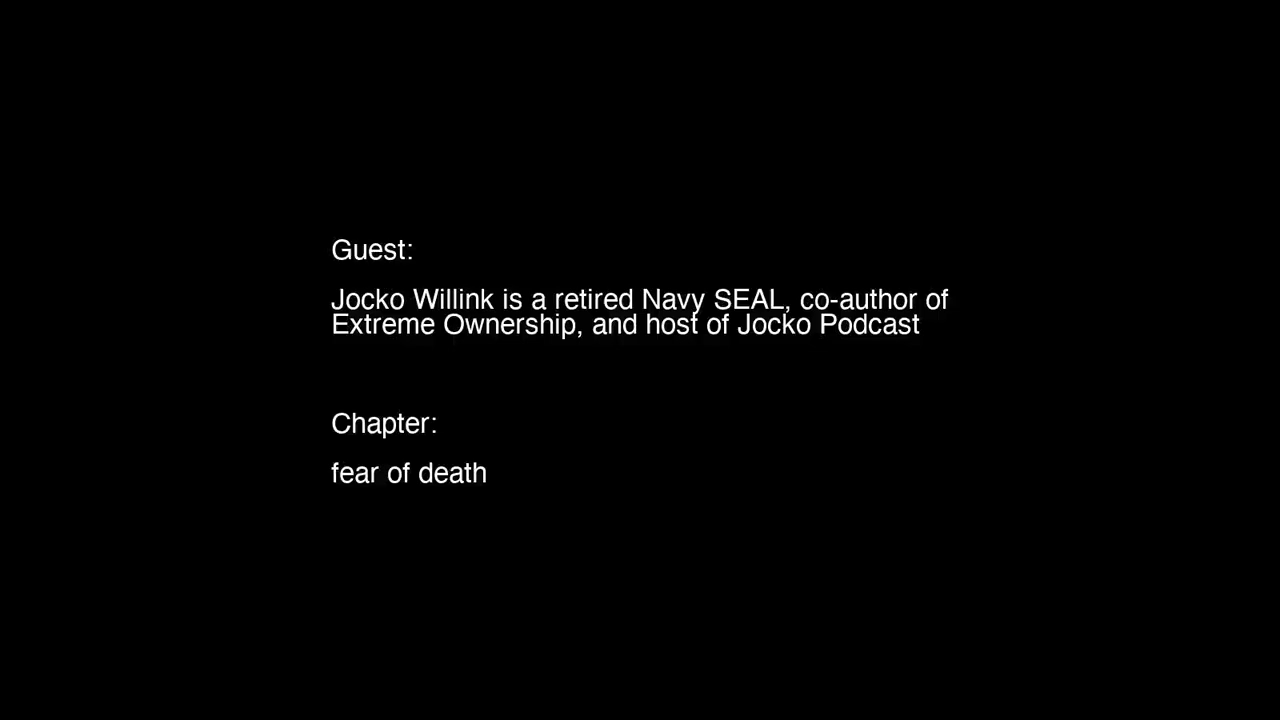 Guest:
Jocko Willink is a retired Navy SEAL, co-author of
Extreme Ownership, and host of Jocko Podcast
Chapter:
fear of death